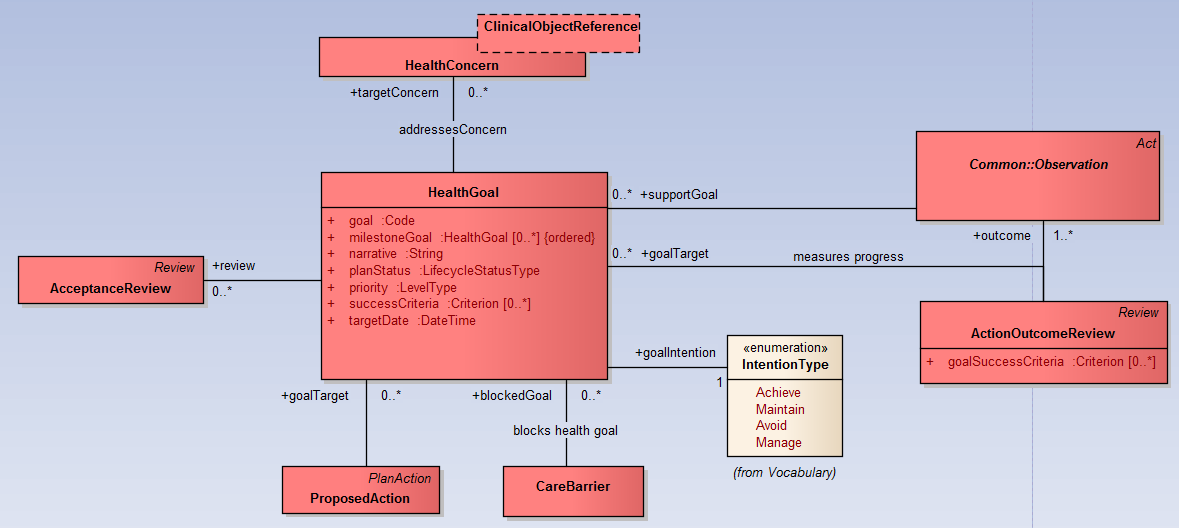 ClinicalObjectReference
HealthConcern
+targetConcern 0..*
addressesConcern
Act
Common::Observation
HealthGoal
+ goal :Code
+ milestoneGoal :HealthGoal [0..*] {ordered}
+ narrative :String
+ planStatus :LifecycleStatusType
+ priority :LevelType
+ successCriteria :Criterion [0..*]
+ targetDate :DateTime
0..* +supportGoal
+outcome 1..*
0..* +goalTarget
measures progress
Review
AcceptanceReview
+review
0..*
Review
ActionOutcomeReview
+ goalSuccessCriteria :Criterion [0..*]
+goalIntention
1
«enumeration»
IntentionType
Achieve
Maintain
Avoid
Manage
(from Vocabulary)
+goalTarget 0..*
+blockedGoal 0..*
blocks health goal
PlanAction
ProposedAction
CareBarrier